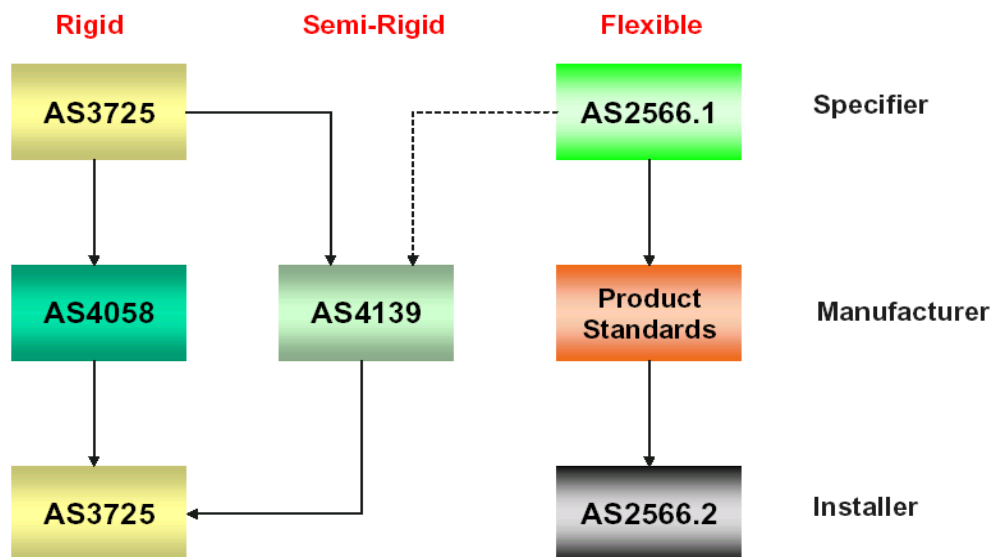 Rigid
Semi-Rigid
Flexible
AS3725
AS2566.1
Specifier
AS4058
AS4139
Product
Standards
Manufacturer
AS3725
AS2566.2
Installer